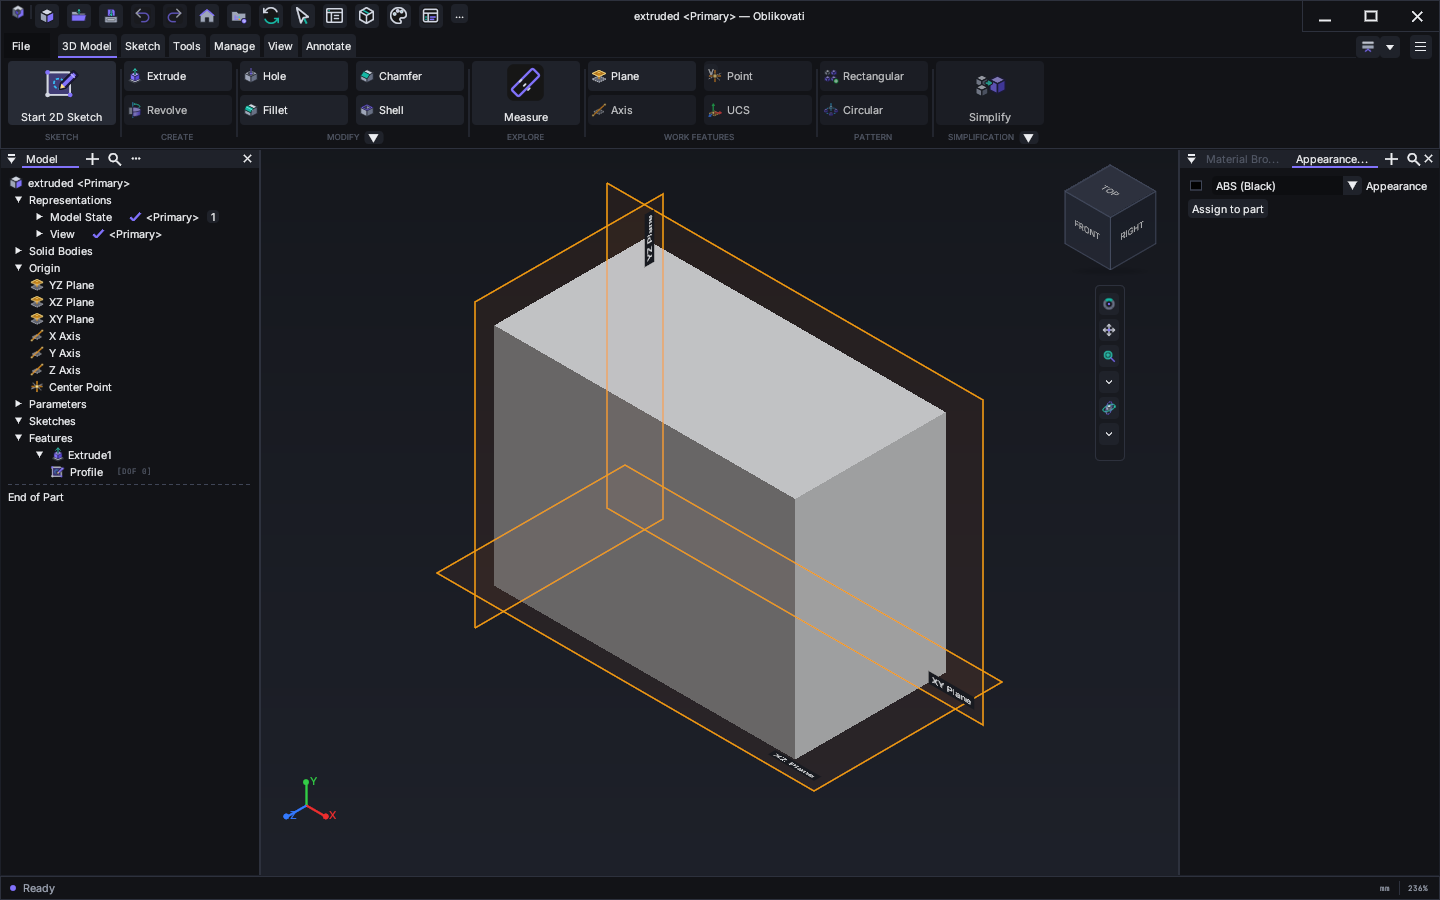 extruded <Primary> — Oblikovati
File
3D Model
Sketch
Tools
Manage
View
Annotate
Start 2D Sketch
Extrude
Revolve
Hole
Fillet
Chamfer
Shell
Measure
Plane
Axis
Point
UCS
Rectangular
Circular
Simplify
SKETCH
CREATE
MODIFY
EXPLORE
WORK FEATURES
PATTERN
SIMPLIFICATION
Model
extruded <Primary>
Representations
Model State <Primary> 1
View <Primary>
Solid Bodies
Origin
YZ Plane
XZ Plane
XY Plane
X Axis
Y Axis
Z Axis
Center Point
Parameters
Sketches
Features
Extrude1
Profile [DOF 0]
End of Part
YZ Plane
XY Plane
XZ Plane
TOP
FRONT
RIGHT
Y
X
Z
Material Bro...
Appearance...
ABS (Black)
Appearance
Assign to part
Ready
mm
236%